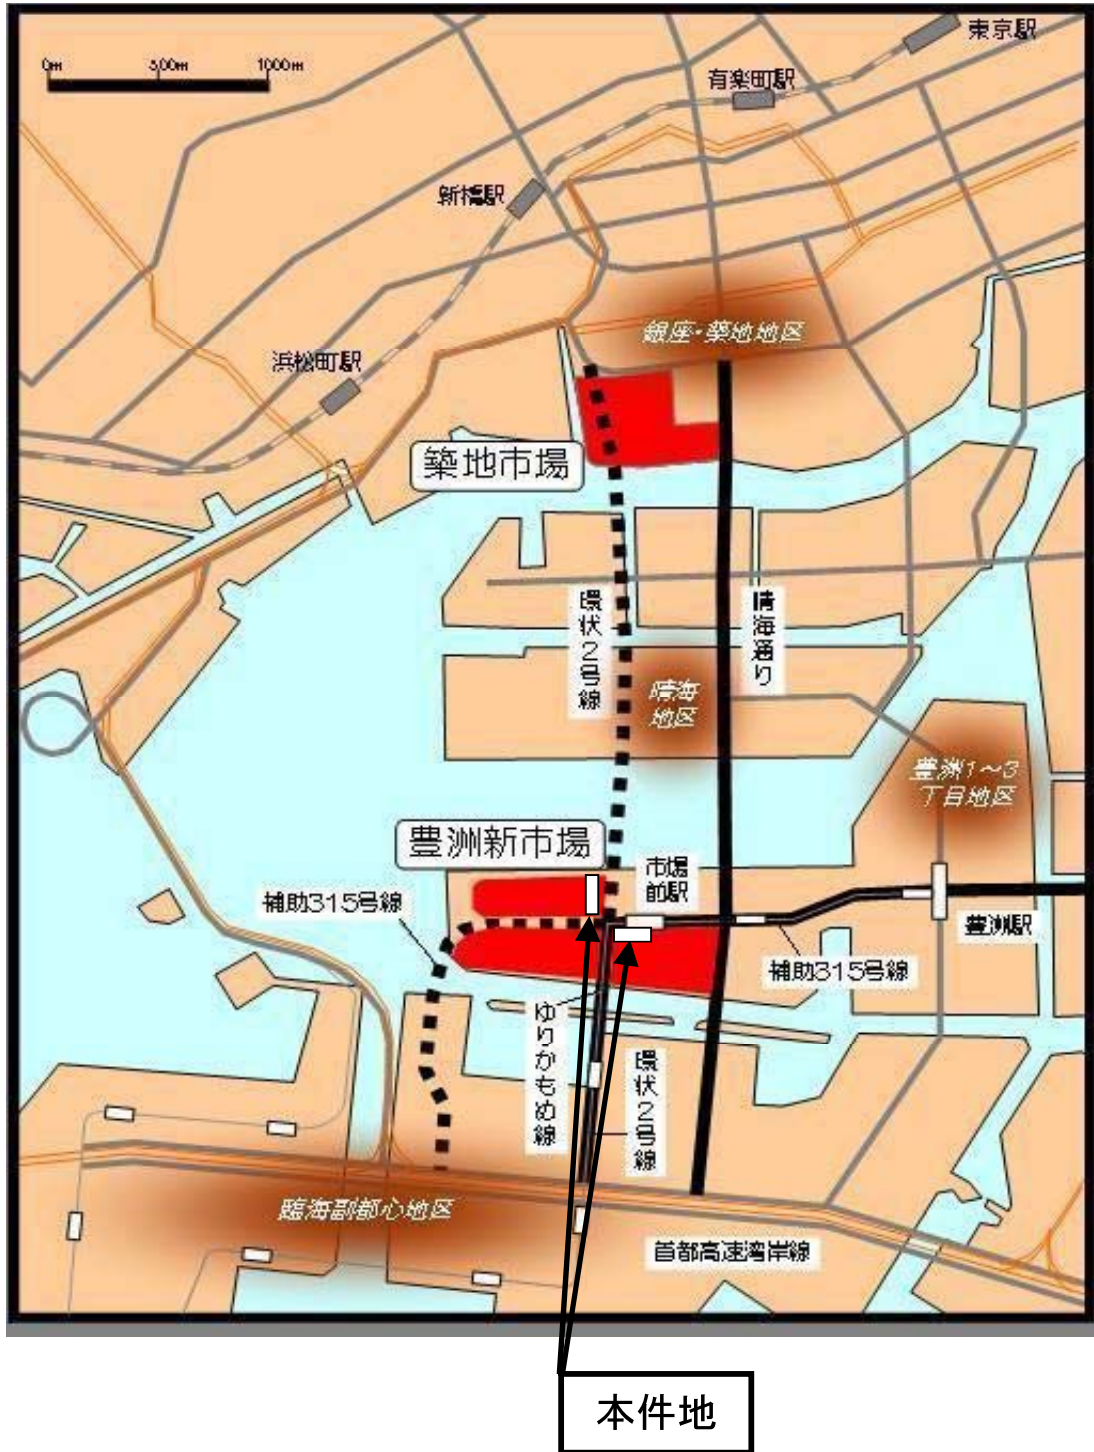 東京駅
0m 500m 1000m
有楽町駅
新橋駅
銀座・築地地区
浜松町駅
築地市場
環状2号線
晴海通り
晴海
地区
豊洲1～3
丁目地区
豊洲新市場
市場
前駅
補助315号線
豊洲駅
補助315号線
ゆりかもめ線
環状2号線
臨海副都心地区
首都高速湾岸線
本件地